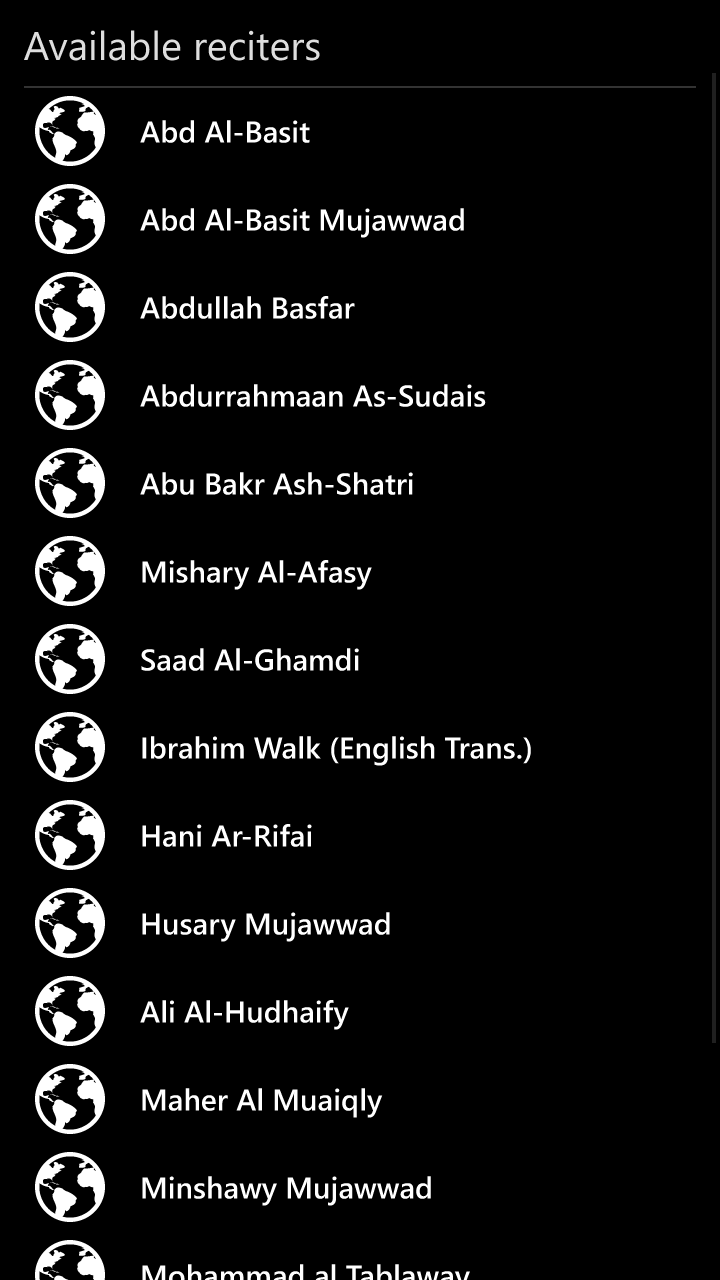 Available reciters
Abd Al-Basit
Abd Al-Basit Mujawwad
Abdullah Basfar
Abdurrahmaan As-Sudais
Abu Bakr Ash-Shatri
Mishary Al-Afasy
Saad Al-Ghamdi
Ibrahim Walk (English Trans.)
Hani Ar-Rifai
Husary Mujawwad
Ali Al-Hudhaify
Maher Al Muaiqly
Minshawy Mujawwad
Mohammad al Tablaway